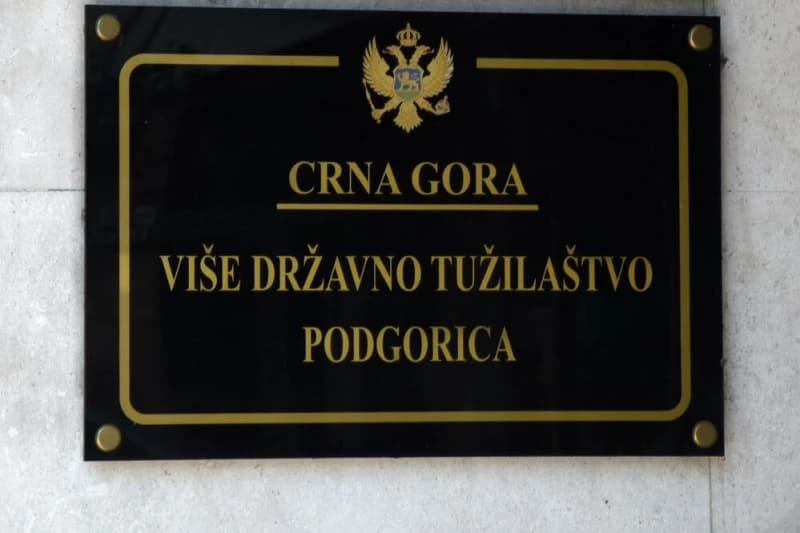 CRNA GORA
VIŠE DRŽAVNO TUŽILAŠTVO
PODGORICA